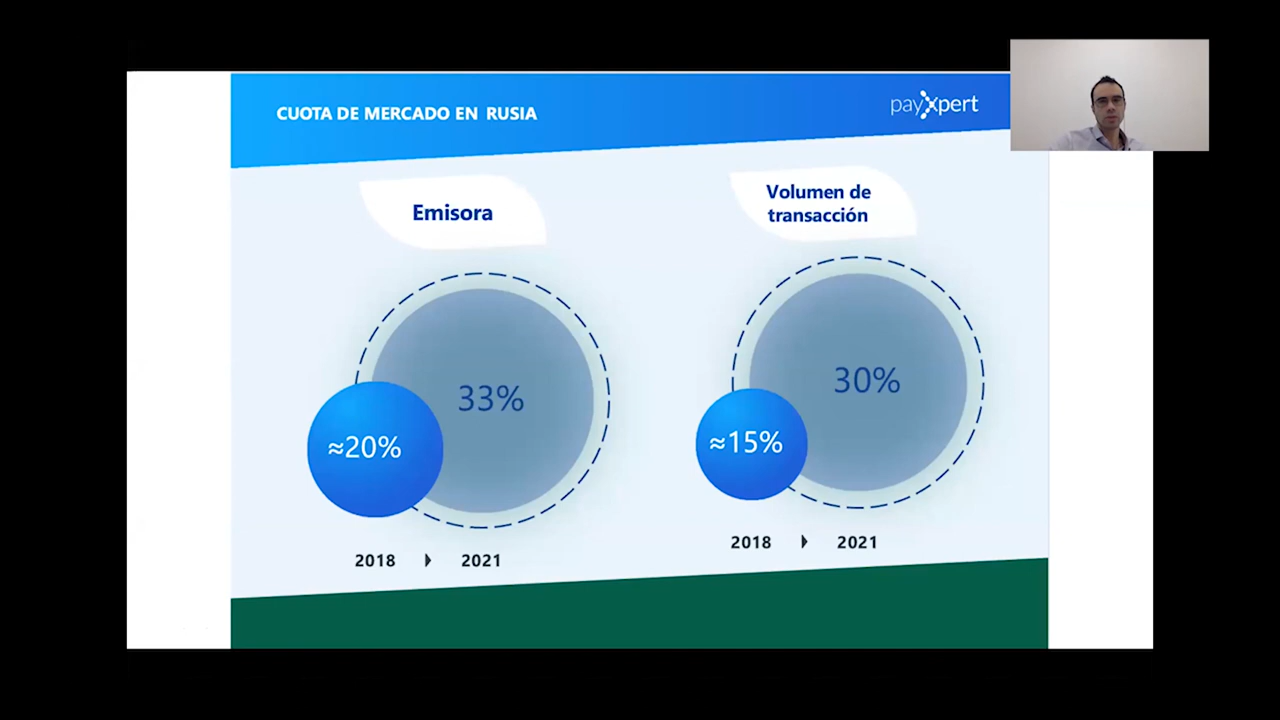 CUOTA DE MERCADO EN RUSIA
payXpert
Emisora
Volumen de
transacción
33%
≈20%
30%
≈15%
2018 2021
2018 2021